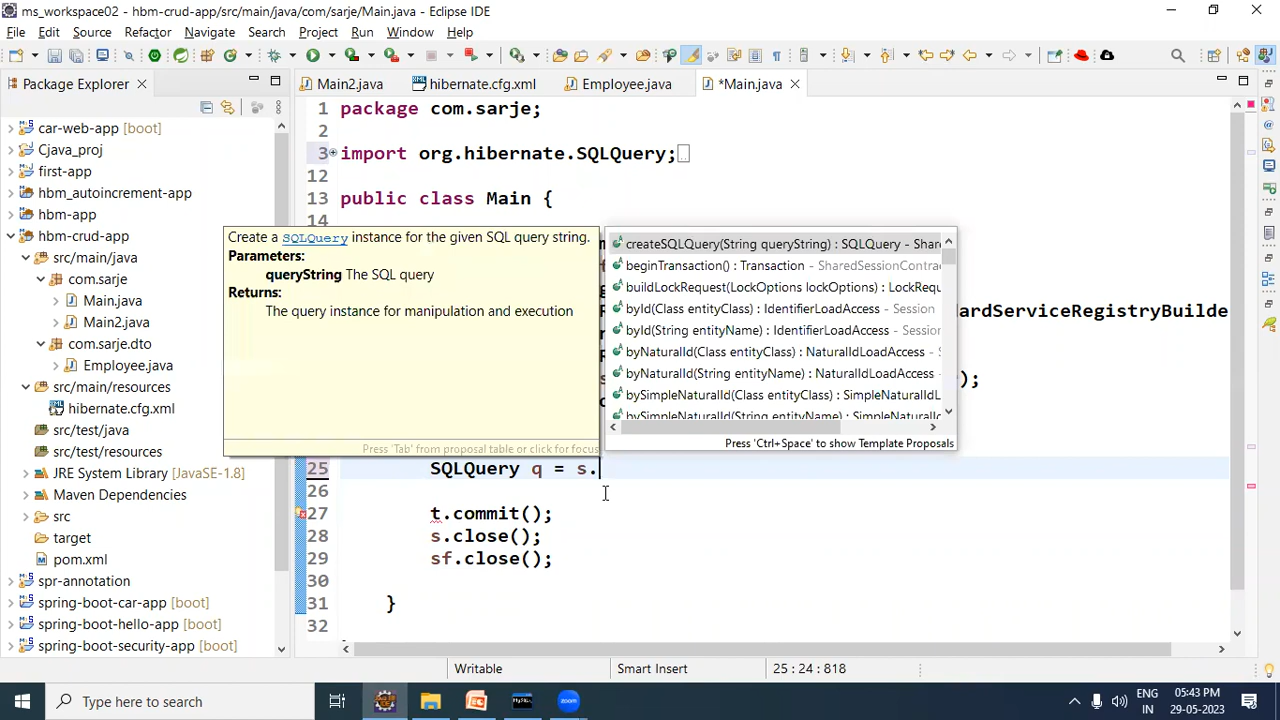 ms_workspace02 - hbm-crud-app/src/main/java/com/sarje/Main.java - Eclipse IDE
File Edit Source Refactor Navigate Search Project Run Window Help
Package Explorer
Main2.java hibernate.cfg.xml Employee.java *Main.java
car-web-app [boot]
Cjava_proj
first-app
hbm_autoincrement-app
hbm-app
hbm-crud-app
src/main/java
com.sarje
Main.java
Main2.java
com.sarje.dto
Employee.java
src/main/resources
hibernate.cfg.xml
src/test/java
src/test/resources
JRE System Library [JavaSE-1.8]
Maven Dependencies
src
target
pom.xml
spr-annotation
spring-boot-car-app [boot]
spring-boot-hello-app [boot]
spring-boot-security-app [boot]
1 package com.sarje;
2
3 import org.hibernate.SQLQuery;
12
13 public class Main {
14
Create a SQLQuery instance for the given SQL query string.
Parameters:
queryString The SQL query
Returns:
The query instance for manipulation and execution
Press 'Tab' from proposal table or click for focus
createSQLQuery(String queryString) : SQLQuery - Shar
beginTransaction() : Transaction - SharedSessionContra
buildLockRequest(LockOptions lockOptions) : LockRequ
byId(Class entityClass) : IdentifierLoadAccess - Session
byId(String entityName) : IdentifierLoadAccess - Session
byNaturalId(Class entityClass) : NaturalIdLoadAccess -
byNaturalId(String entityName) : NaturalIdLoadAccess -
bySimpleNaturalId(Class entityClass) : SimpleNaturalIdL
bySimpleNaturalId(String entityName) : SimpleNaturalI
Press 'Ctrl+Space' to show Template Proposals
ardServiceRegistryBuilde
);
25 SQLQuery q = s.
26
27 t.commit();
28 s.close();
29 sf.close();
30
31 }
32
Writable Smart Insert 25 : 24 : 818
Type here to search
ENG
IN
05:43 PM
29-05-2023